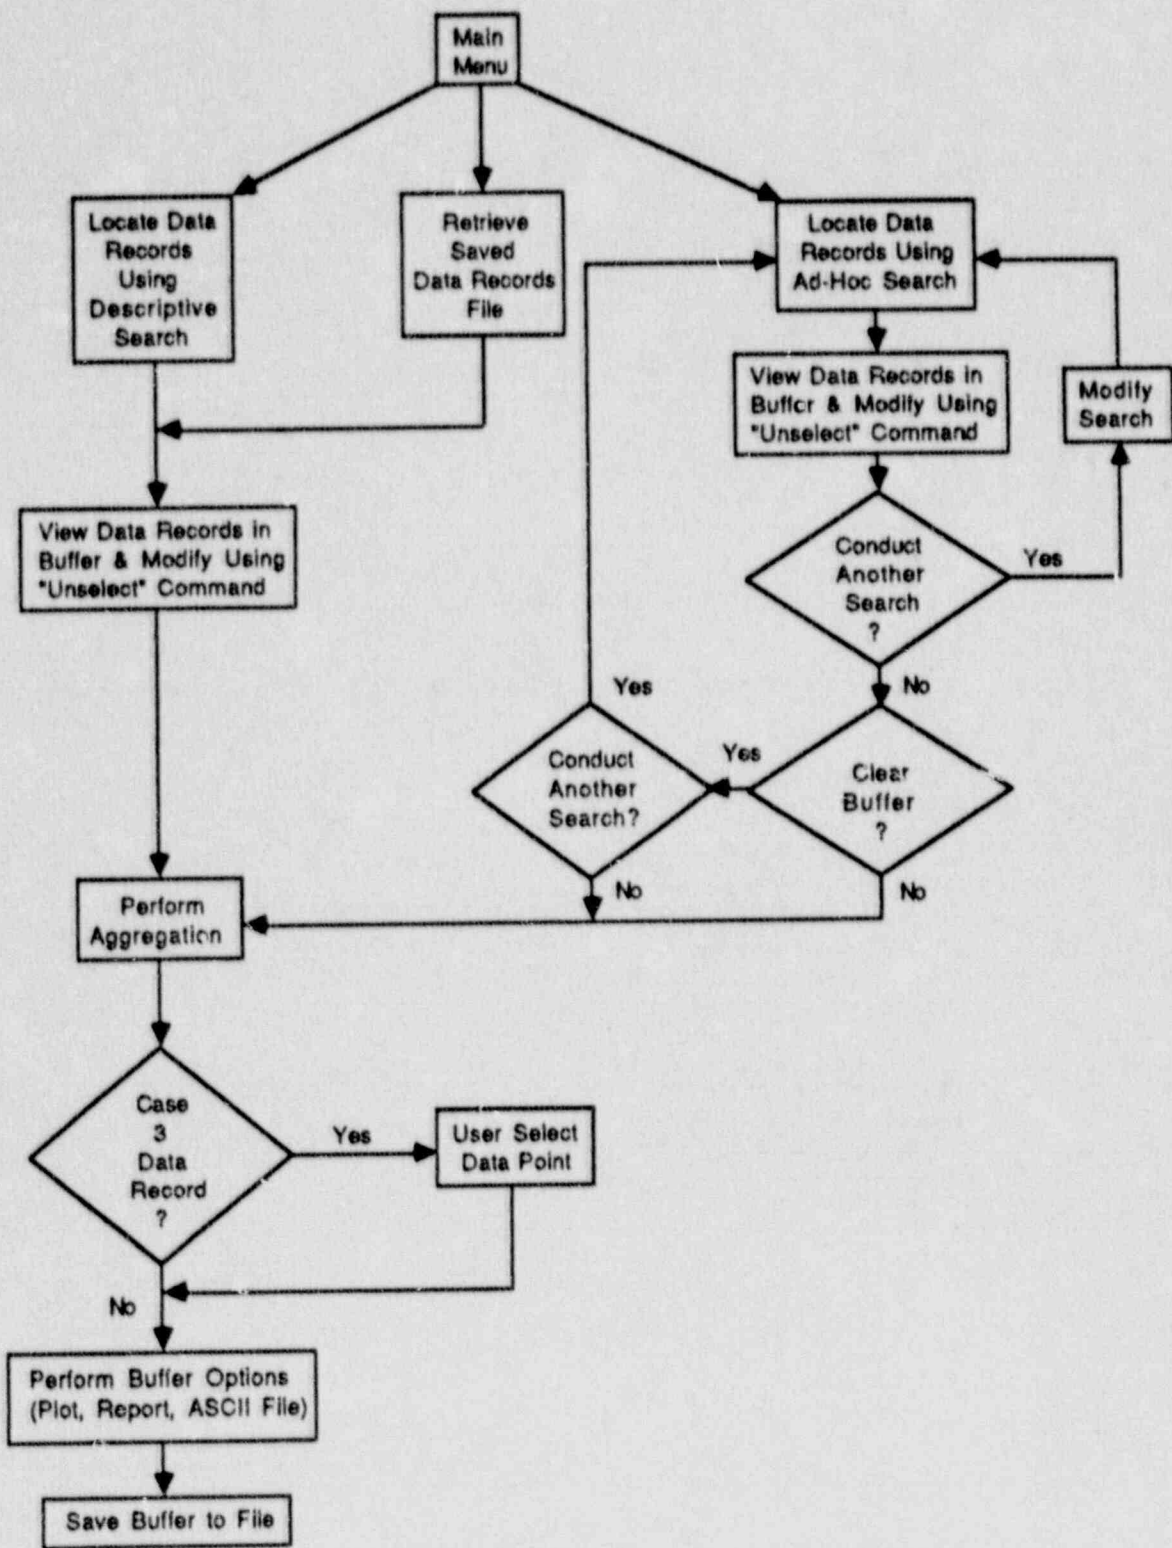 Main
Menu
Locate Data
Records
Using
Descriptive
Search
Retrieve
Saved
Data Records
File
Locate Data
Records Using
Ad-Hoc Search
View Data Records in
Buffer & Modify Using
"Unselect" Command
Modify
Search
View Data Records in
Buffer & Modify Using
"Unselect" Command
Conduct
Another
Search
?
Yes
No
Yes
Conduct
Another
Search?
Yes
Clear
Buffer
?
No
No
Perform
Aggregation
Case
3
Data
Record
?
Yes
User Select
Data Point
No
Perform Buffer Options
(Plot, Report, ASCII File)
Save Buffer to File